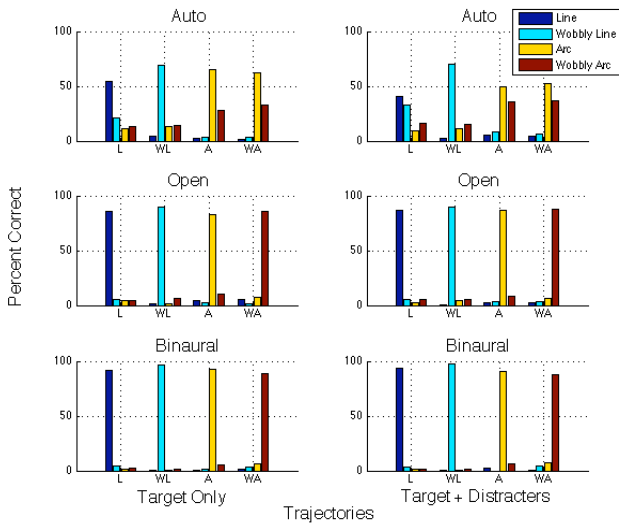 Auto
100
50
0
L WL A WA
Auto
100
50
0
L WL A WA
Line
Wobbly Line
Arc
Wobbly Arc
Percent Correct
Open
100
50
0
L WL A WA
Open
100
50
0
L WL A WA
Binaural
100
50
0
L WL A WA
Binaural
100
50
0
L WL A WA
Target Only
Target + Distracters
Trajectories